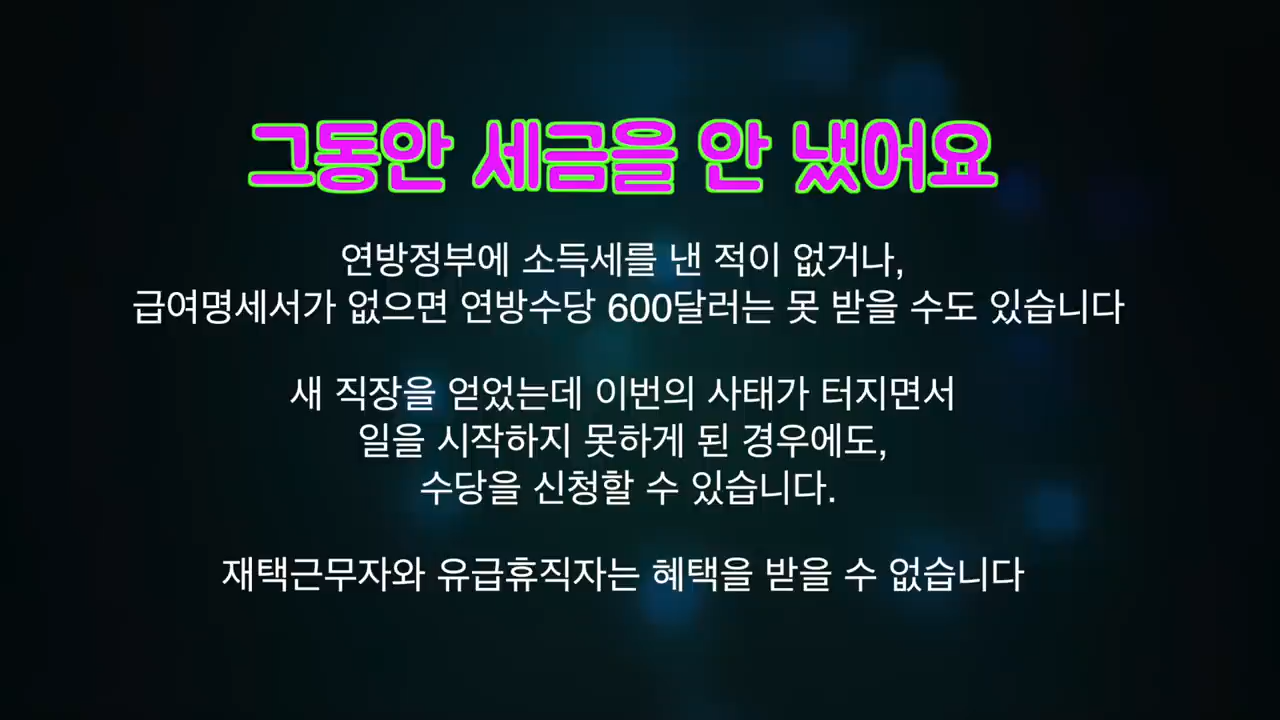 그동안 세금을 안 냈어요
연방정부에 소득세를 낸 적이 없거나,
급여명세서가 없으면 연방수당 600달러는 못 받을 수도 있습니다
새 직장을 얻었는데 이번의 사태가 터지면서
일을 시작하지 못하게 된 경우에도,
수당을 신청할 수 있습니다.
재택근무자와 유급휴직자는 혜택을 받을 수 없습니다